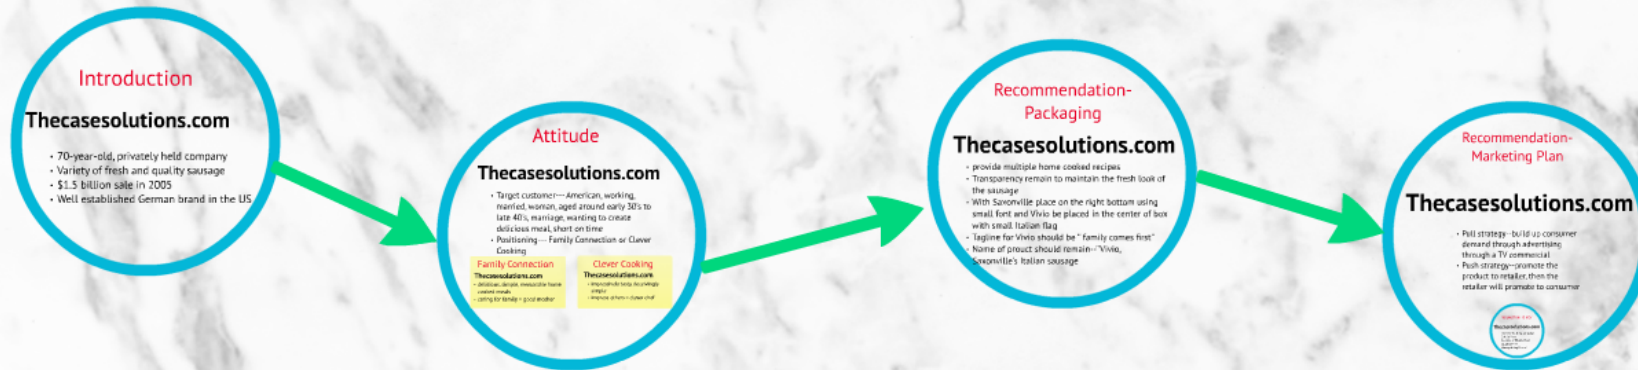 Introduction
Thecasesolutions.com
• 70-year-old, privately held company
• Variety of fresh and quality sausage
• $1.5 billion sale in 2005
• Well established German brand in the US
Attitude
Thecasesolutions.com
• Target customer---American, working,
married, woman, aged around early 30's to
late 40's, marriage, wanting to create
delicious meal, short on time
• Positioning--- Family Connection or Clever
Cooking
Family Connection
Thecasesolutions.com
• caring for family = good mother
Clever Cooking
Thecasesolutions.com
simple
Recommendation-
Packaging
Thecasesolutions.com
• provide multiple home cooked recipes
• Transparency remain to maintain the fresh look of
the sausage
• With Saxonville place on the right bottom using
small font and Vivio be placed in the center of box
with small Italian flag
• Tagline for Vivio should be " family comes first"
• Name of prouct should remain--"Vivio,
Saxonville's Italian sausage
Recommendation-
Marketing Plan
Thecasesolutions.com
• Pull strategy--build up consumer
demand through advertising
through a TV commercial
• Push strategy--promote the
product to retailer, then the
retailer will promote to consumer
Thecasesolutions.com